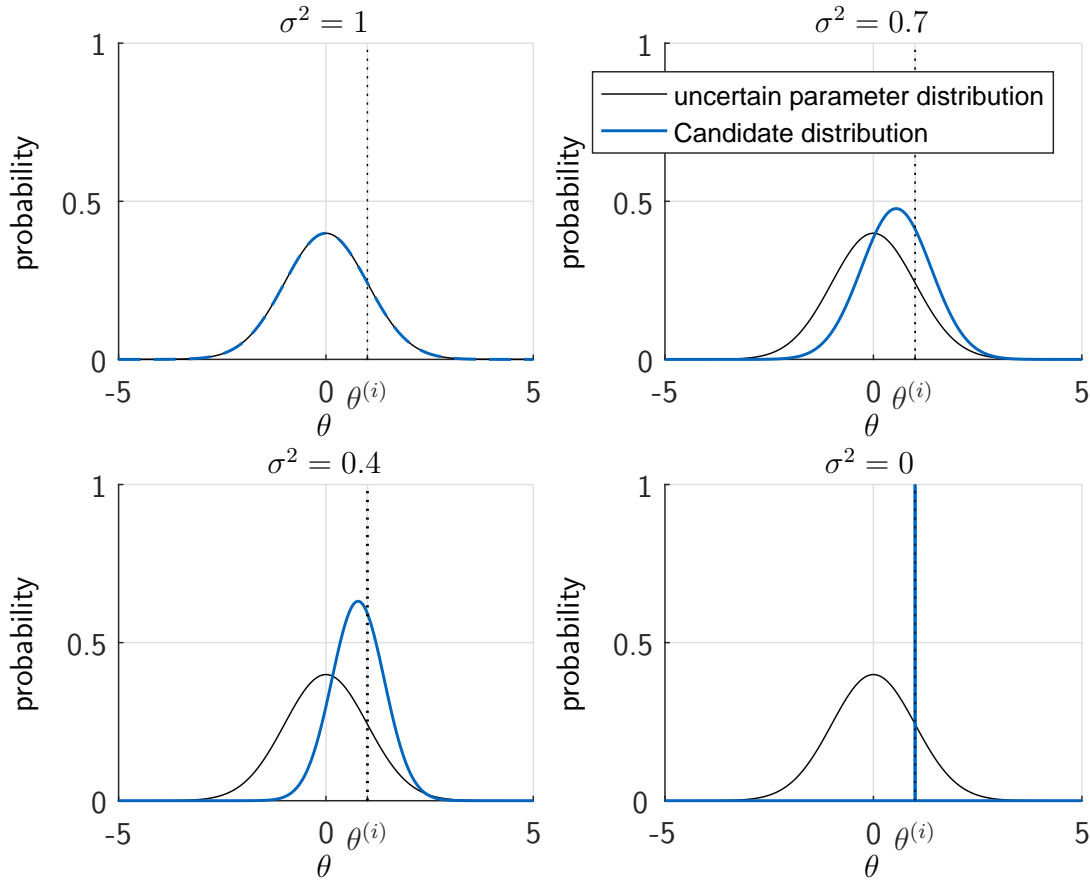 σ² = 1
1
0.5
0
probability
-5 0 θ⁽ⁱ⁾ 5
θ
σ² = 0.7
1
0.5
0
probability
uncertain parameter distribution
Candidate distribution
-5 0 θ⁽ⁱ⁾ 5
θ
σ² = 0.4
1
0.5
0
probability
-5 0 θ⁽ⁱ⁾ 5
θ
σ² = 0
1
0.5
0
probability
-5 0 θ⁽ⁱ⁾ 5
θ